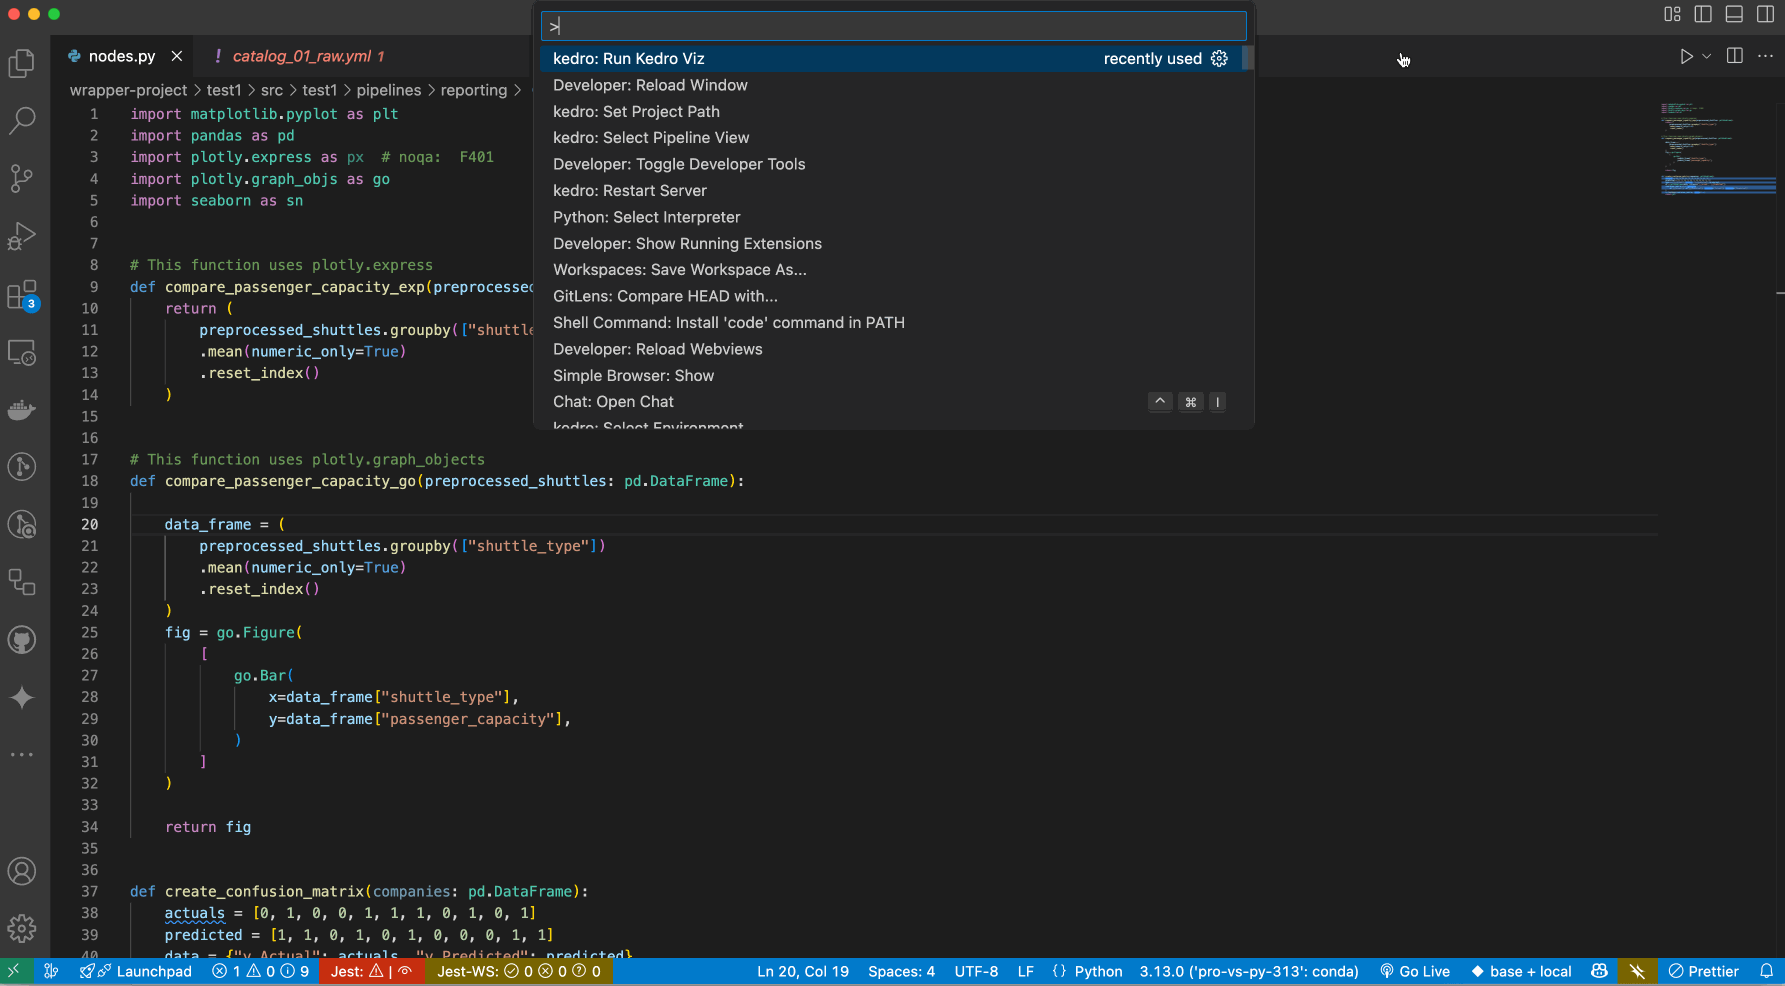 >
kedro: Run Kedro Viz recently used
Developer: Reload Window
kedro: Set Project Path
kedro: Select Pipeline View
Developer: Toggle Developer Tools
kedro: Restart Server
Python: Select Interpreter
Developer: Show Running Extensions
Workspaces: Save Workspace As...
GitLens: Compare HEAD with...
Shell Command: Install 'code' command in PATH
Developer: Reload Webviews
Simple Browser: Show
Chat: Open Chat ^ ⌘ I
kedro: Select Environment
nodes.py
! catalog_01_raw.yml 1
wrapper-project > test1 > src > test1 > pipelines > reporting >
1 import matplotlib.pyplot as plt
2 import pandas as pd
3 import plotly.express as px # noqa: F401
4 import plotly.graph_objs as go
5 import seaborn as sn
6
7
8 # This function uses plotly.express
9 def compare_passenger_capacity_exp(preprocessed
10 return (
11 preprocessed_shuttles.groupby(["shuttle
12 .mean(numeric_only=True)
13 .reset_index()
14 )
15
16
17 # This function uses plotly.graph_objects
18 def compare_passenger_capacity_go(preprocessed_shuttles: pd.DataFrame):
19
20 data_frame = (
21 preprocessed_shuttles.groupby(["shuttle_type"])
22 .mean(numeric_only=True)
23 .reset_index()
24 )
25 fig = go.Figure(
26 [
27 go.Bar(
28 x=data_frame["shuttle_type"],
29 y=data_frame["passenger_capacity"],
30 )
31 ]
32 )
33
34 return fig
35
36
37 def create_confusion_matrix(companies: pd.DataFrame):
38 actuals = [0, 1, 0, 0, 1, 1, 1, 0, 1, 0, 1]
39 predicted = [1, 1, 0, 1, 0, 1, 0, 0, 0, 1, 1]
40 data = {"y_Actual": actuals, "y_Predicted": predicted}
3
Launchpad 1 0 9 Jest: | Jest-WS: 0 0 0 Ln 20, Col 19 Spaces: 4 UTF-8 LF {} Python 3.13.0 ('pro-vs-py-313': conda) Go Live base + local Prettier